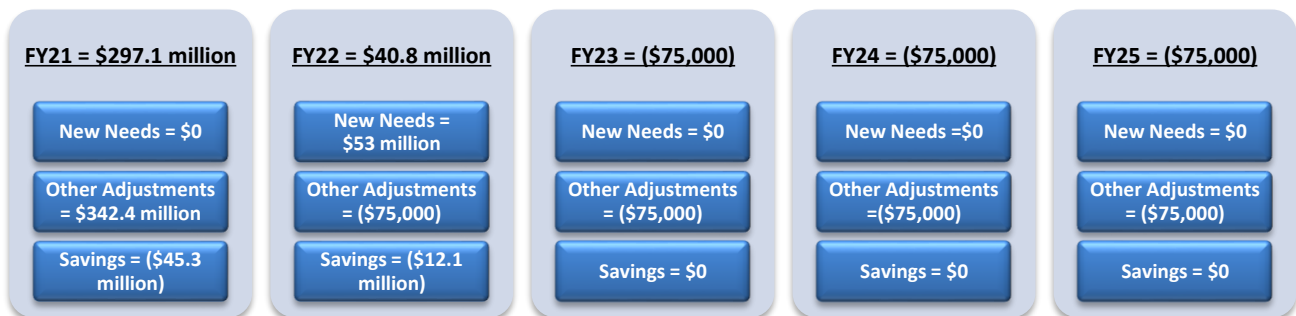 FY21 = $297.1 million
New Needs = $0
Other Adjustments
= $342.4 million
Savings = ($45.3
million)
FY22 = $40.8 million
New Needs =
$53 million
Other Adjustments
= ($75,000)
Savings = ($12.1
million)
FY23 = ($75,000)
New Needs = $0
Other Adjustments
= ($75,000)
Savings = $0
FY24 = ($75,000)
New Needs =$0
Other Adjustments
=($75,000)
Savings = $0
FY25 = ($75,000)
New Needs = $0
Other Adjustments
= ($75,000)
Savings = $0